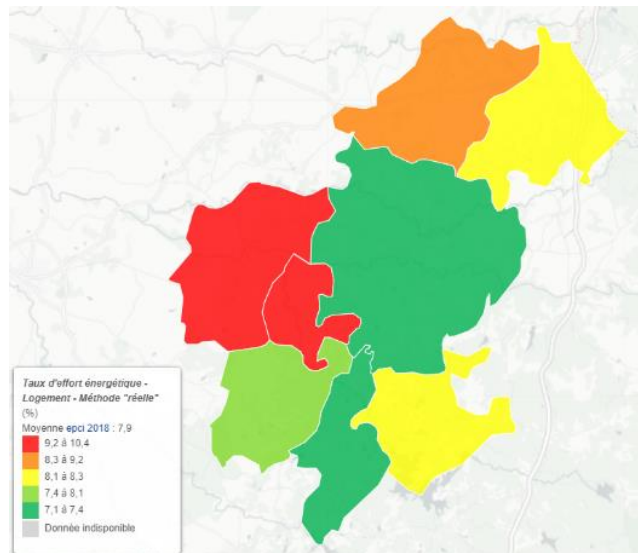 Taux d'effort énergétique -
Logement - Méthode "réelle"
(%)
Moyenne epci 2018 : 7,9
9,2 à 10,4
8,3 à 9,2
8,1 à 8,3
7,4 à 8,1
7,1 à 7,4
Donnée indisponible